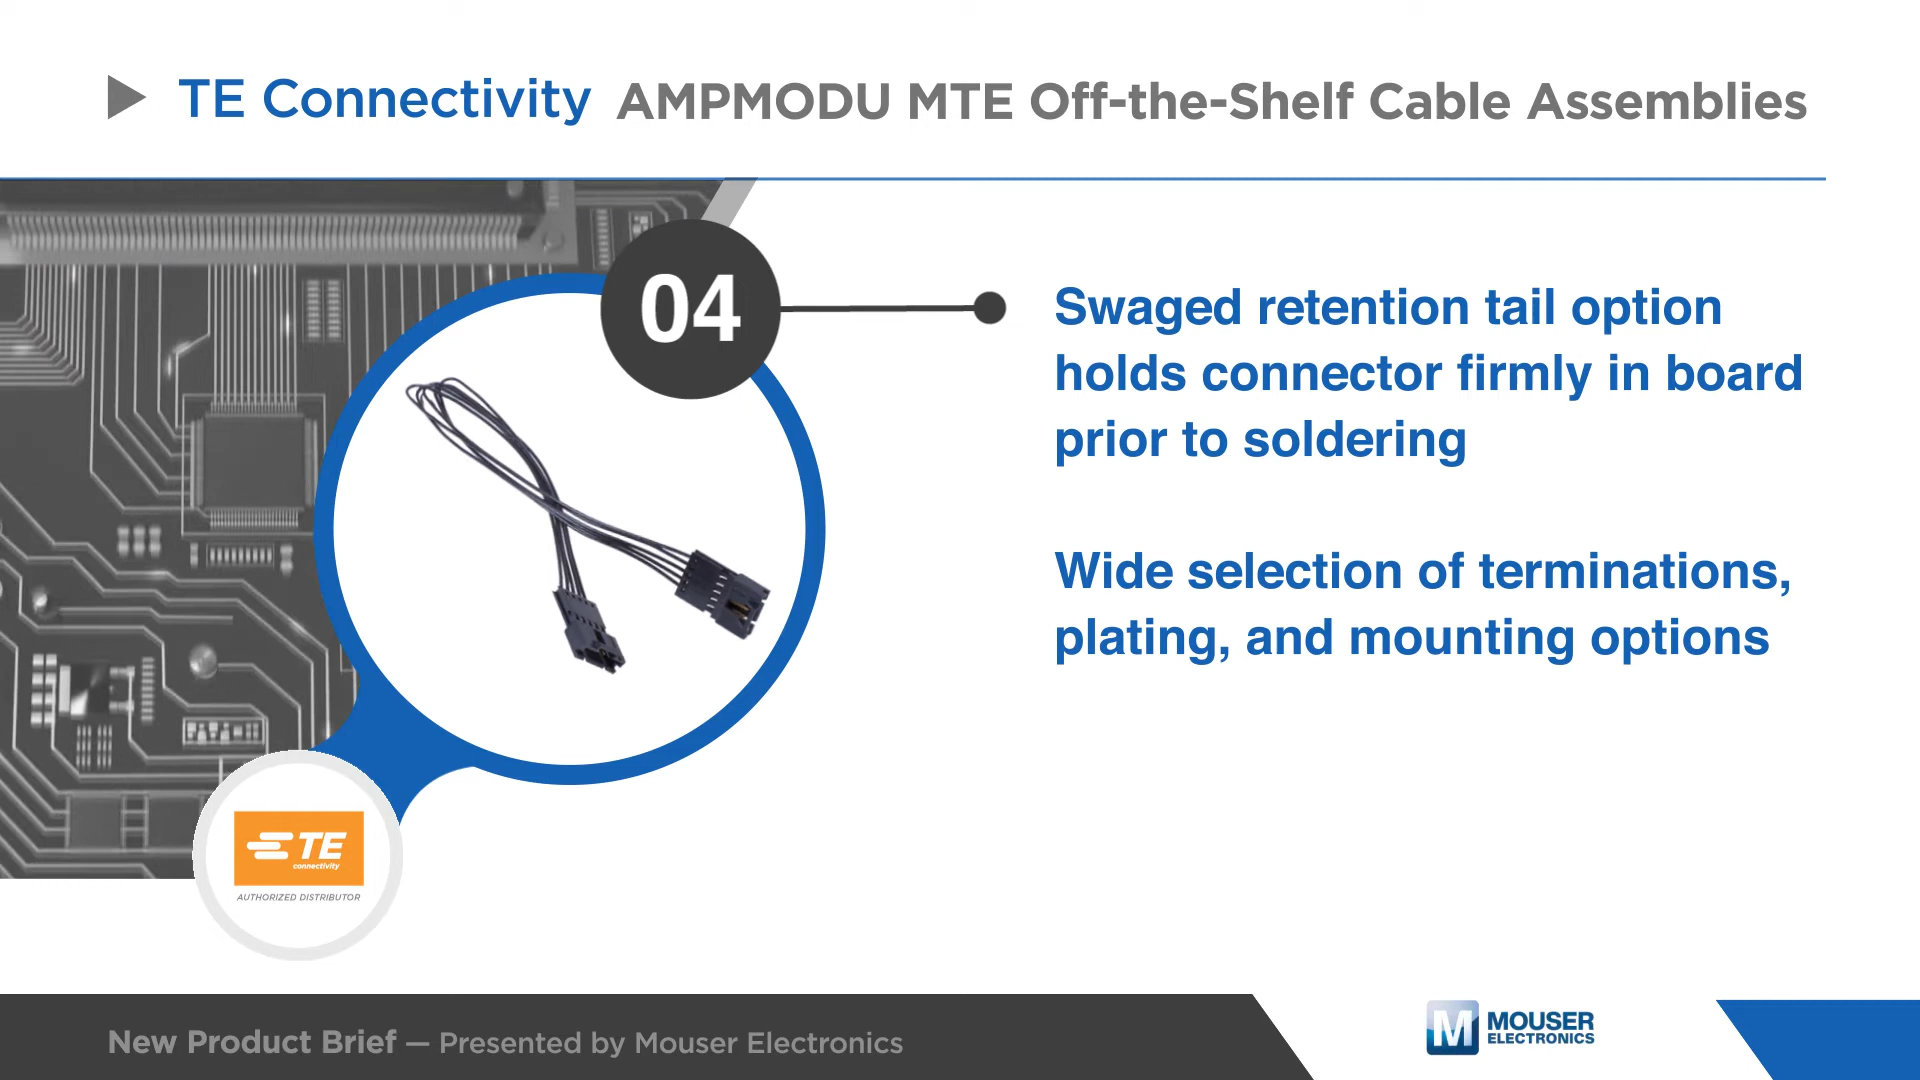 TE Connectivity AMPMODU MTE Off-the-Shelf Cable Assemblies
04
Swaged retention tail option
holds connector firmly in board
prior to soldering
Wide selection of terminations,
plating, and mounting options
TE
connectivity
AUTHORIZED DISTRIBUTOR
New Product Brief — Presented by Mouser Electronics
M
MOUSER
ELECTRONICS